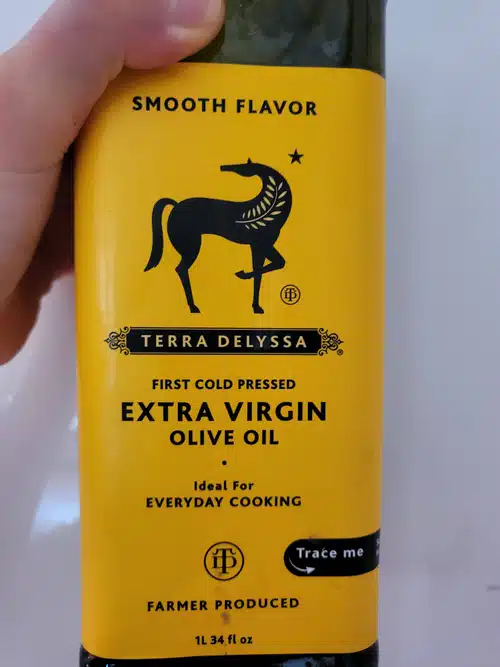 SMOOTH FLAVOR
TERRA DELYSSA
®
FIRST COLD PRESSED
EXTRA VIRGIN
OLIVE OIL
•
Ideal For
EVERYDAY COOKING
Trace me
FARMER PRODUCED
1L 34 fl oz